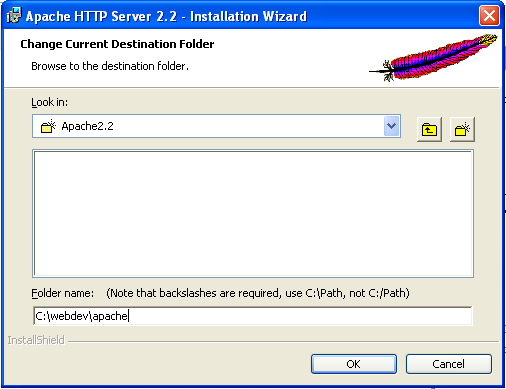 Apache HTTP Server 2.2 - Installation Wizard
Change Current Destination Folder
Browse to the destination folder.
Look in:
Apache2.2
Folder name: (Note that backslashes are required, use C:\Path, not C:/Path)
C:\webdev\apache
InstallShield
OK Cancel